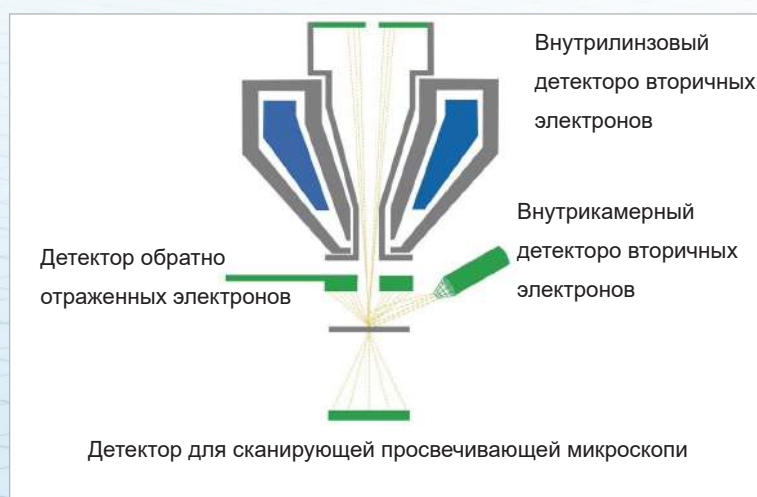 Внутрилинзовый
детекторо вторичных
электронов
Внутрикамерный
детекторо вторичных
электронов
Детектор обратно
отраженных электронов
Детектор для сканирующей просвечивающей микроскопи